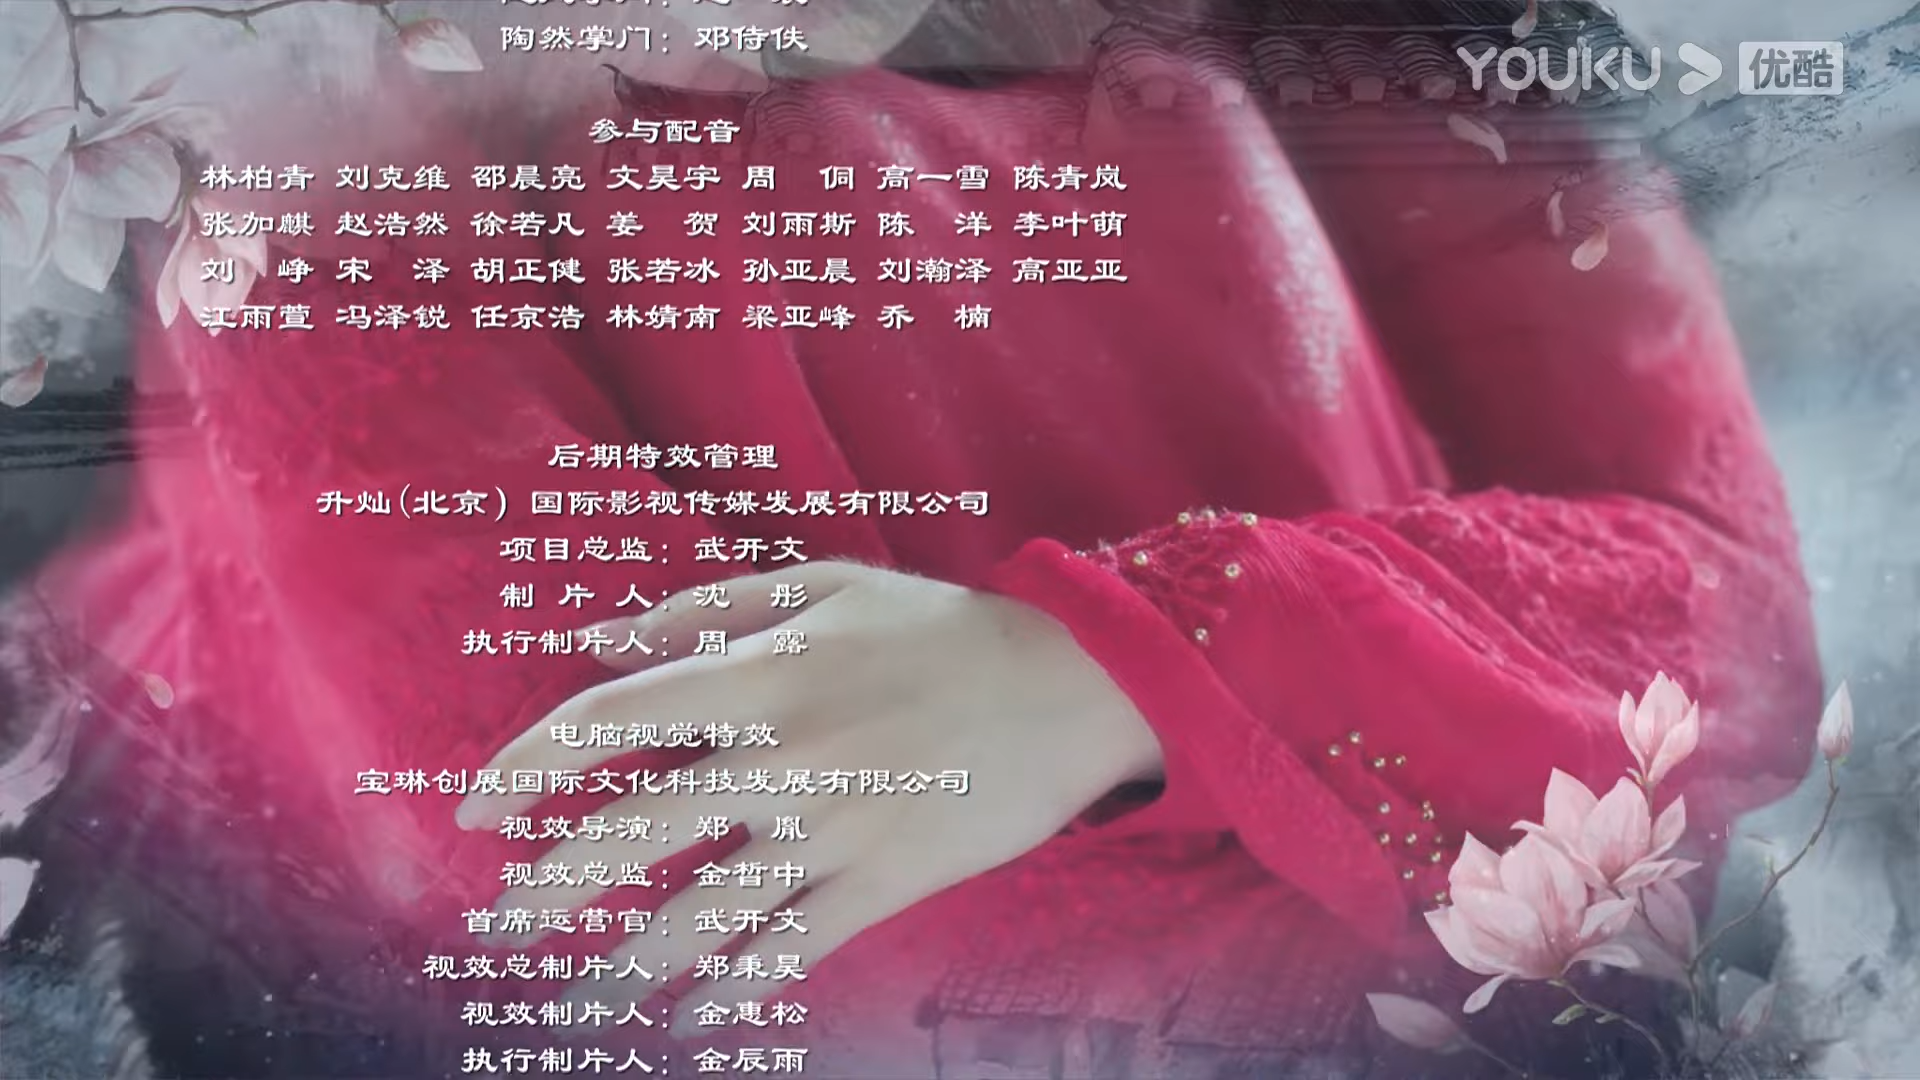 陶然掌门：邓侍佚
YOUKU 优酷
参与配音
林柏青 刘克维 邵晨亮 文昊宇 周 侗 高一雪 陈青岚
张加麒 赵浩然 徐若凡 姜 贺 刘雨斯 陈 洋 李叶萌
刘 峥 宋 泽 胡正健 张若冰 孙亚晨 刘瀚泽 高亚亚
江雨萱 冯泽锐 任京浩 林婧南 梁亚峰 乔 楠
后期特效管理
升灿(北京) 国际影视传媒发展有限公司
项目总监：武开文
制 片 人：沈 彤
执行制片人：周 露
电脑视觉特效
宝琳创展国际文化科技发展有限公司
视效导演：郑 胤
视效总监：金哲中
首席运营官：武开文
视效总制片人：郑秉昊
视效制片人：金惠松
执行制片人：金辰雨